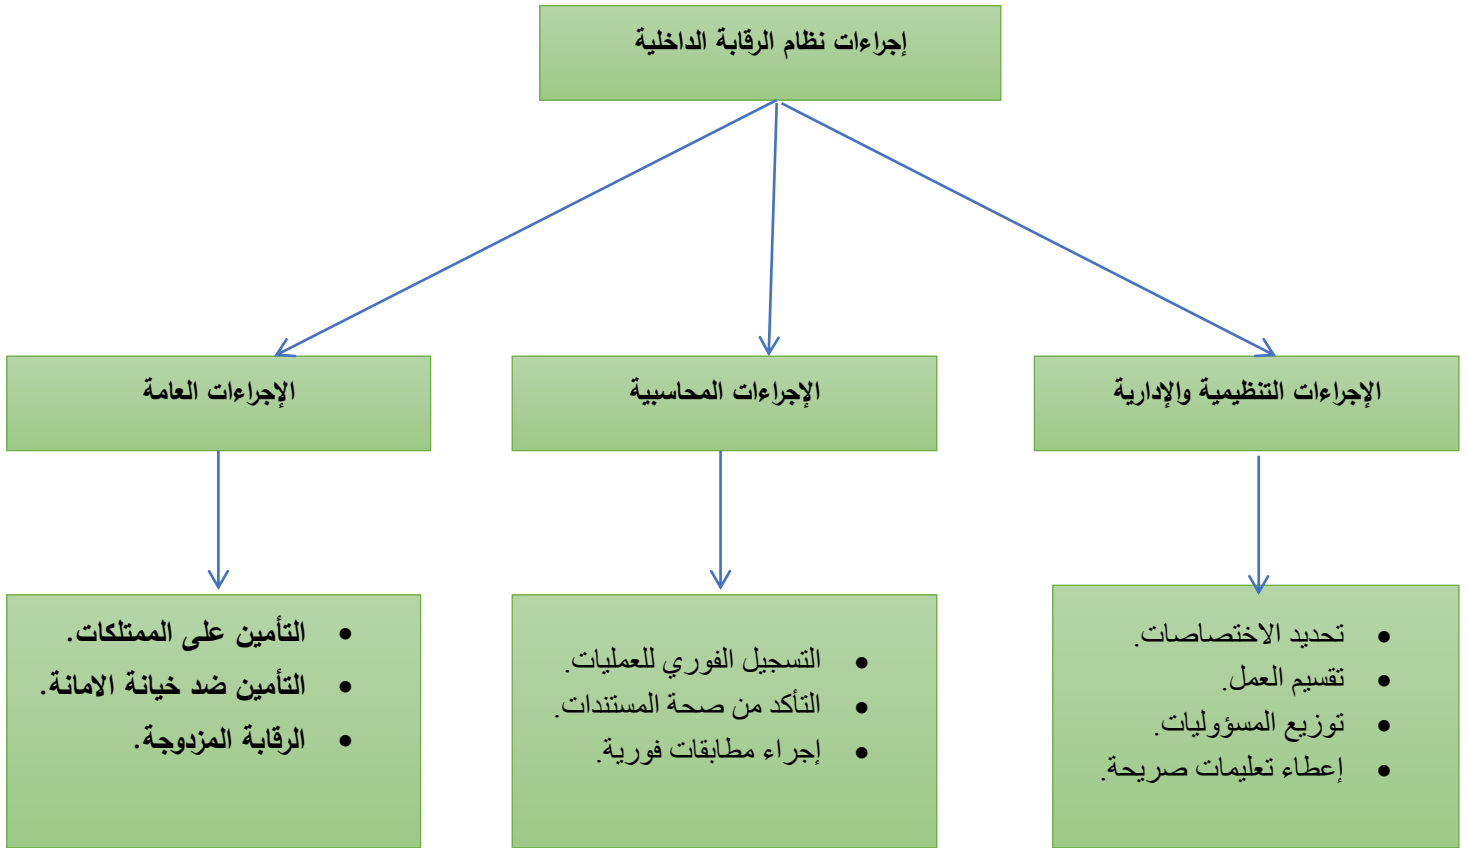 إجراءات نظام الرقابة الداخلية
الإجراءات التنظيمية والإدارية
الإجراءات المحاسبية
الإجراءات العامة
• تحديد الاختصاصات.
• تقسيم العمل.
• توزيع المسؤوليات.
• إعطاء تعليمات صريحة.
• التسجيل الفوري للعمليات.
• التأكد من صحة المستندات.
• إجراء مطابقات فورية.
• التأمين على الممتلكات.
• التأمين ضد خيانة الامانة.
• الرقابة المزدوجة.